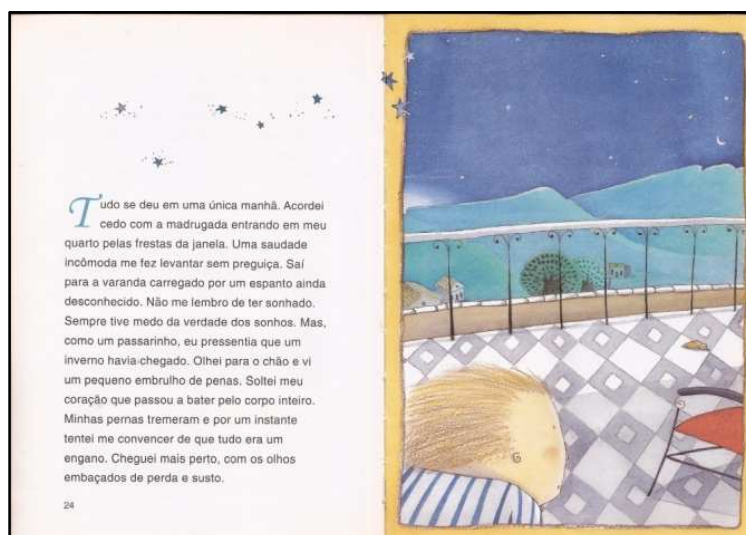 Tudo se deu em uma única manhã. Acordei
cedo com a madrugada entrando em meu
quarto pelas frestas da janela. Uma saudade
incômoda me fez levantar sem preguiça. Saí
para a varanda carregado por um espanto ainda
desconhecido. Não me lembro de ter sonhado.
Sempre tive medo da verdade dos sonhos. Mas,
como um passarinho, eu pressentia que um
inverno havia chegado. Olhei para o chão e vi
um pequeno embrulho de penas. Soltei meu
coração que passou a bater pelo corpo inteiro.
Minhas pernas tremeram e por um instante
tentei me convencer de que tudo era um
engano. Cheguei mais perto, com os olhos
embaçados de perda e susto.
24